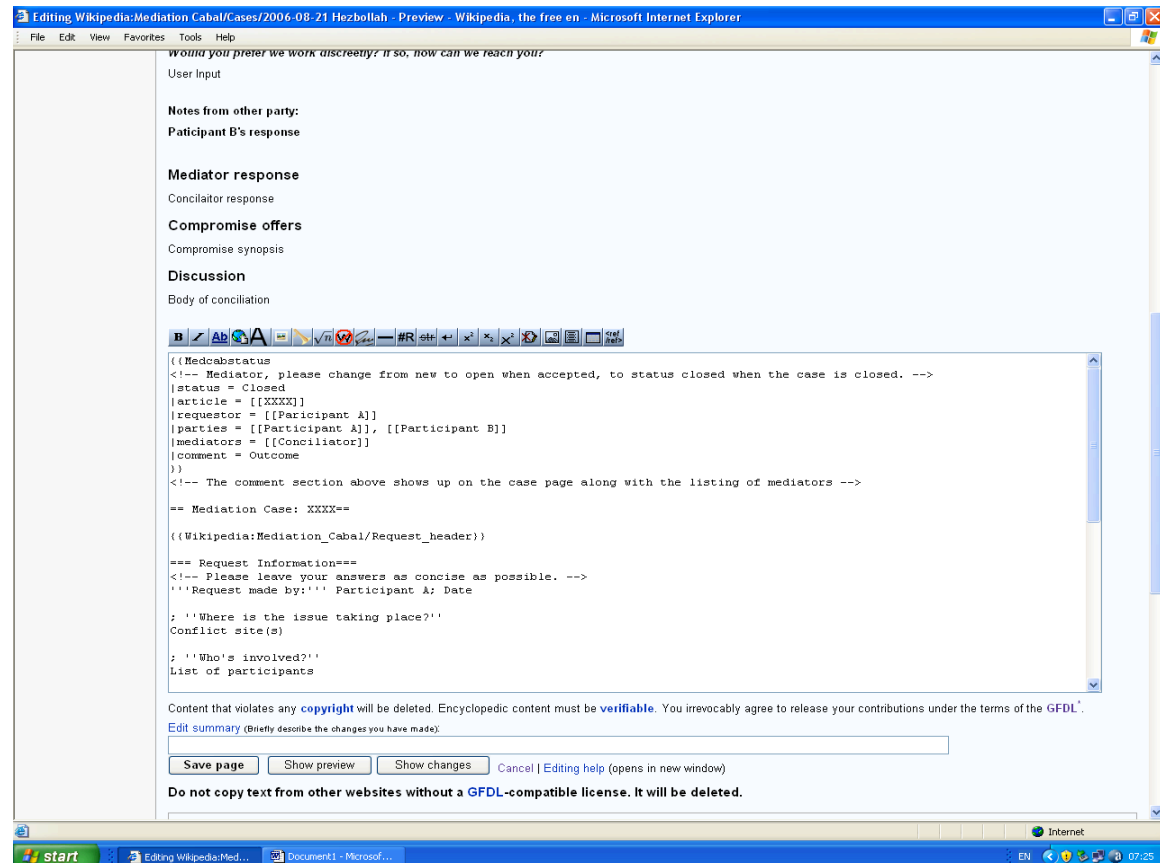 Editing Wikipedia:Mediation Cabal/Cases/2006-08-21 Hezbollah - Preview - Wikipedia, the free en - Microsoft Internet Explorer
File Edit View Favorites Tools Help
Would you prefer we work discreetly? If so, how can we reach you?
User Input
Notes from other party:
Paticipant B's response
Mediator response
Concilaitor response
Compromise offers
Compromise synopsis
Discussion
Body of conciliation
B I Ab A √n W #R str x² x₂ x² <ref /ref>
{{Medcabstatus
<!-- Mediator, please change from new to open when accepted, to status closed when the case is closed. -->
|status = Closed
|article = [[XXXX]]
|requestor = [[Paricipant A]]
|parties = [[Participant A]], [[Participant B]]
|mediators = [[Conciliator]]
|comment = Outcome
}}
<!-- The comment section above shows up on the case page along with the listing of mediators -->
== Mediation Case: XXXX==
{{Wikipedia:Mediation_Cabal/Request_header}}
=== Request Information===
<!-- Please leave your answers as concise as possible. -->
'''Request made by:''' Participant A; Date
; ''Where is the issue taking place?''
Conflict site(s)
; ''Who's involved?''
List of participants
Content that violates any copyright will be deleted. Encyclopedic content must be verifiable. You irrevocably agree to release your contributions under the terms of the GFDL*.
Edit summary (Briefly describe the changes you have made):
Save page Show preview Show changes Cancel | Editing help (opens in new window)
Do not copy text from other websites without a GFDL-compatible license. It will be deleted.
Internet
start Editing Wikipedia:Med... Document1 - Microsof... EN 07:25